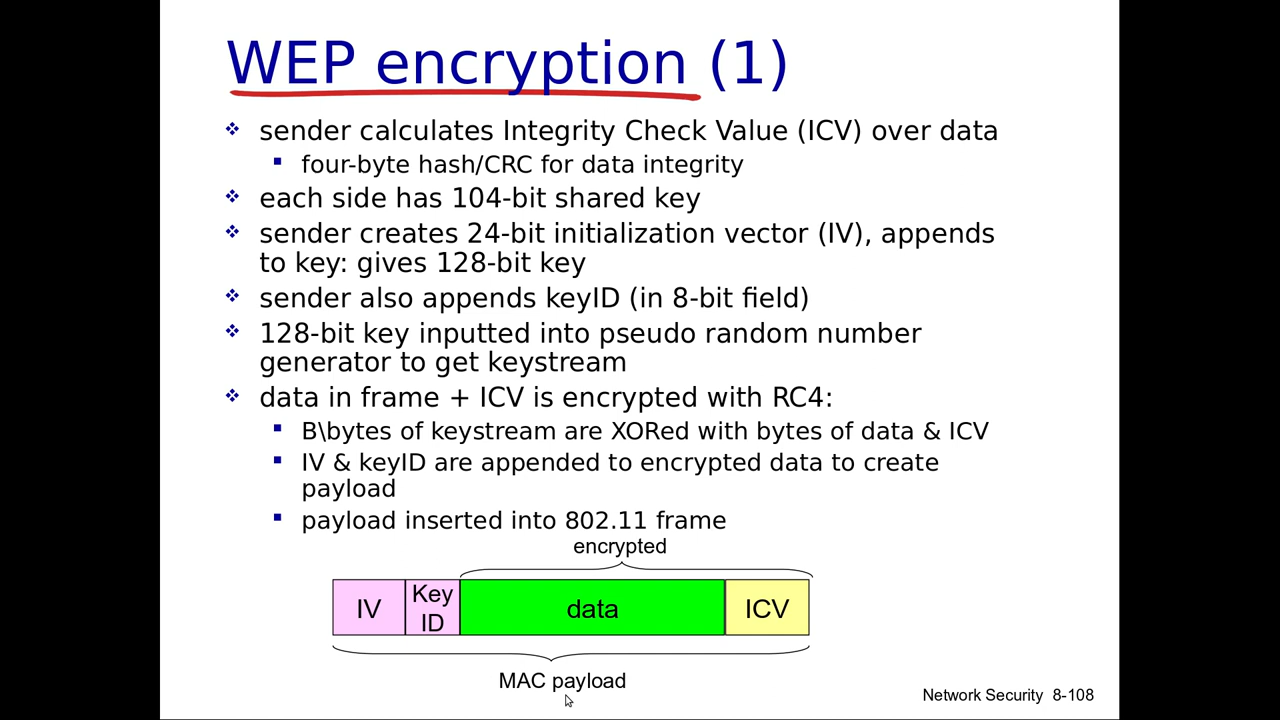 WEP encryption (1)
sender calculates Integrity Check Value (ICV) over data
four-byte hash/CRC for data integrity
each side has 104-bit shared key
sender creates 24-bit initialization vector (IV), appends
to key: gives 128-bit key
sender also appends keyID (in 8-bit field)
128-bit key inputted into pseudo random number
generator to get keystream
data in frame + ICV is encrypted with RC4:
B\bytes of keystream are XORed with bytes of data & ICV
IV & keyID are appended to encrypted data to create
payload
payload inserted into 802.11 frame
encrypted
IV
Key
ID
data
ICV
MAC payload
Network Security 8-108